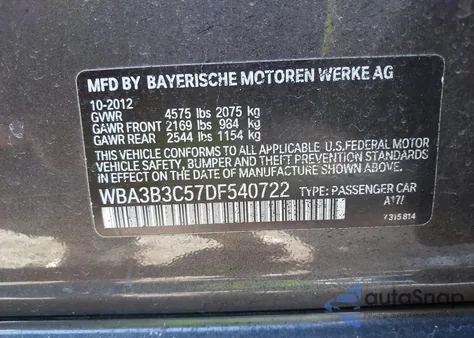 MFD BY BAYERISCHE MOTOREN WERKE AG
10-2012
GVWR 4575 lbs 2075 kg
GAWR FRONT 2169 lbs 984 kg
GAWR REAR 2544 lbs 1154 kg
THIS VEHICLE CONFORMS TO ALL APPLICABLE U.S.FEDERAL MOTOR
VEHICLE SAFETY, BUMPER AND THEFT PREVENTION STANDARDS
IN EFFECT ON THE DATE OF MANUFACTURE SHOWN ABOVE.
WBA3B3C57DF540722 TYPE: PASSENGER CAR
A17/
7315814
autoSnap